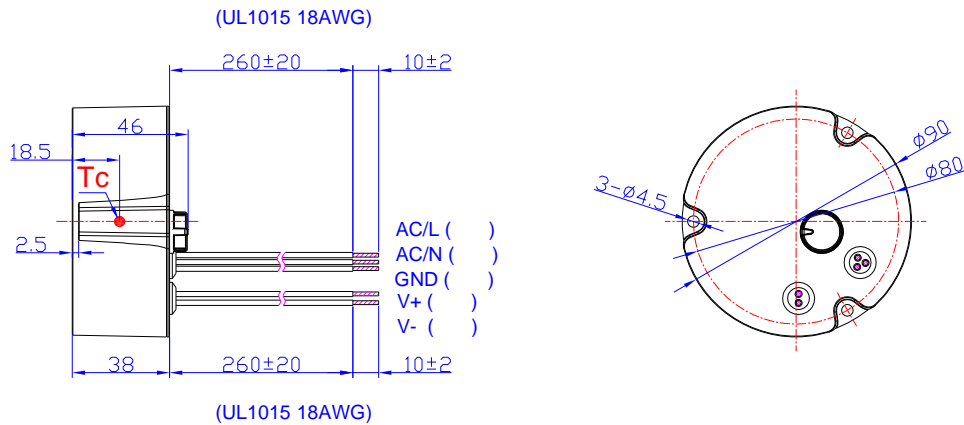 (UL1015 18AWG)
260±20
10±2
46
18.5
Tc
2.5
AC/L ( )
AC/N ( )
GND ( )
V+ ( )
V- ( )
38
260±20
10±2
(UL1015 18AWG)
ø90
ø80
3-ø4.5